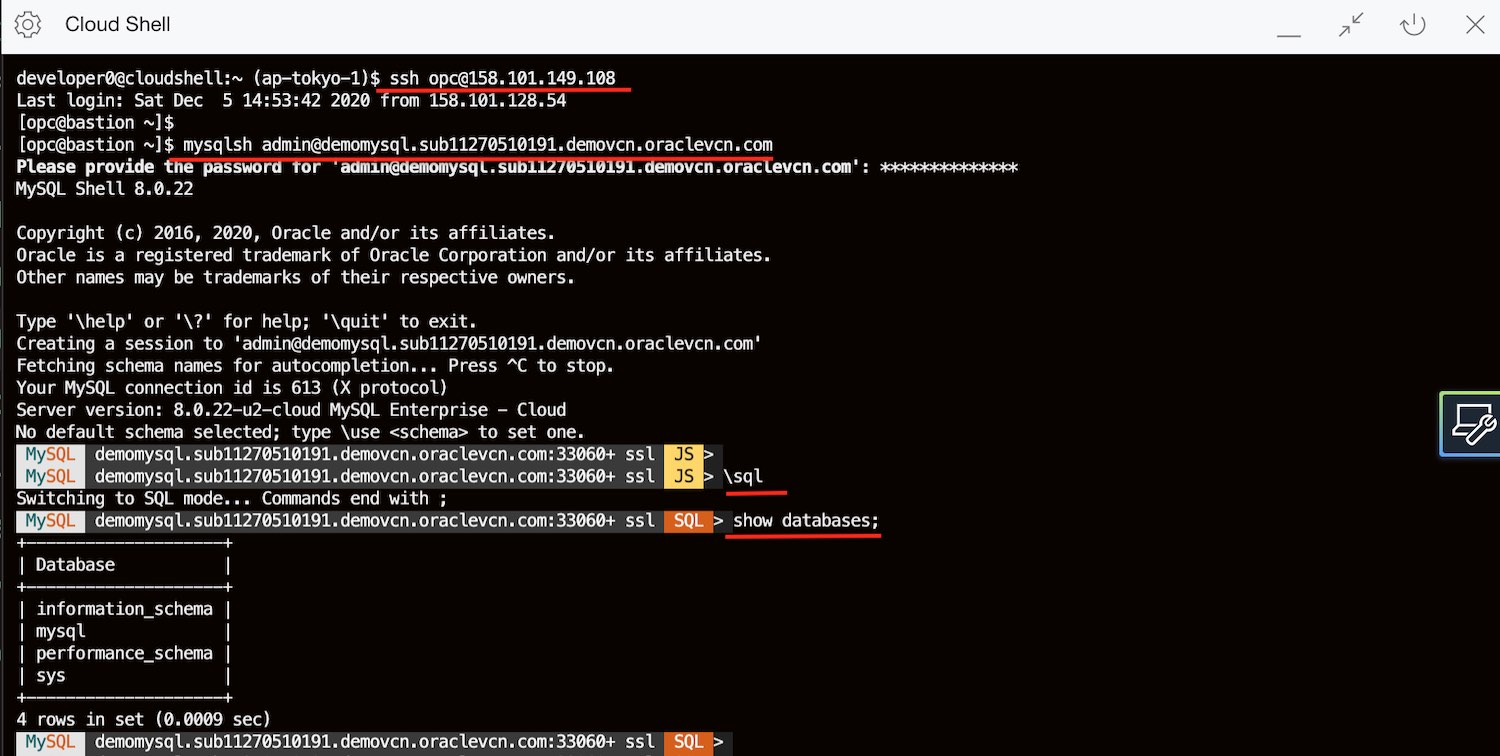 Cloud Shell
developer0@cloudshell:~ (ap-tokyo-1)$ ssh opc@158.101.149.108
Last login: Sat Dec  5 14:53:42 2020 from 158.101.128.54
[opc@bastion ~]$
[opc@bastion ~]$ mysqlsh admin@demomysql.sub11270510191.demovcn.oraclevcn.com
Please provide the password for 'admin@demomysql.sub11270510191.demovcn.oraclevcn.com': **************
MySQL Shell 8.0.22
Copyright (c) 2016, 2020, Oracle and/or its affiliates.
Oracle is a registered trademark of Oracle Corporation and/or its affiliates.
Other names may be trademarks of their respective owners.
Type '\help' or '\?' for help; '\quit' to exit.
Creating a session to 'admin@demomysql.sub11270510191.demovcn.oraclevcn.com'
Fetching schema names for autocompletion... Press ^C to stop.
Your MySQL connection id is 613 (X protocol)
Server version: 8.0.22-u2-cloud MySQL Enterprise - Cloud
No default schema selected; type \use <schema> to set one.
MySQL demomysql.sub11270510191.demovcn.oraclevcn.com:33060+ ssl JS >
MySQL demomysql.sub11270510191.demovcn.oraclevcn.com:33060+ ssl JS > \sql
Switching to SQL mode... Commands end with ;
MySQL demomysql.sub11270510191.demovcn.oraclevcn.com:33060+ ssl SQL > show databases;
+--------------------+
| Database           |
+--------------------+
| information_schema |
| mysql              |
| performance_schema |
| sys                |
+--------------------+
4 rows in set (0.0009 sec)
MySQL demomysql.sub11270510191.demovcn.oraclevcn.com:33060+ ssl SQL >